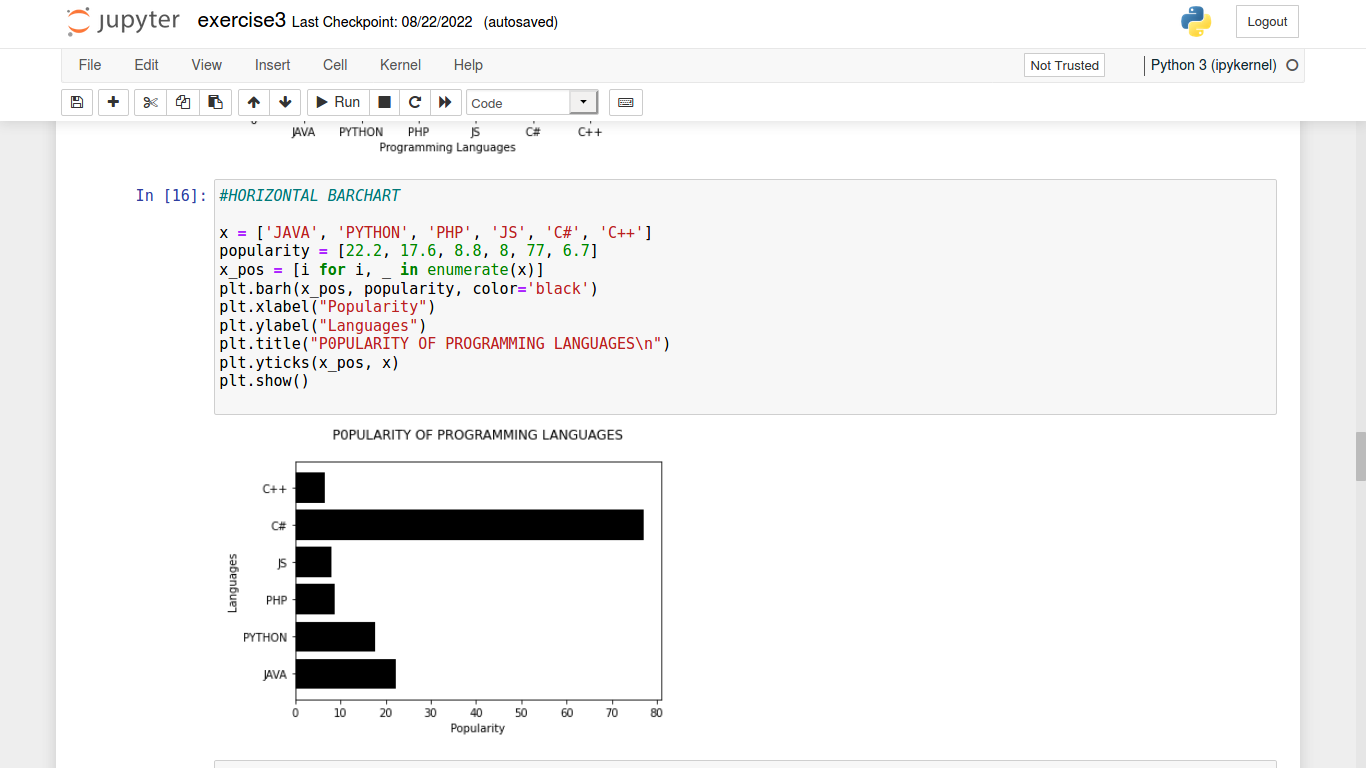 jupyter exercise3 Last Checkpoint: 08/22/2022 (autosaved)
Logout
File Edit View Insert Cell Kernel Help
Not Trusted
Python 3 (ipykernel)
Run
Code
JAVA PYTHON PHP JS C# C++
Programming Languages
In [16]:
#HORIZONTAL BARCHART
x = ['JAVA', 'PYTHON', 'PHP', 'JS', 'C#', 'C++']
popularity = [22.2, 17.6, 8.8, 8, 77, 6.7]
x_pos = [i for i, _ in enumerate(x)]
plt.barh(x_pos, popularity, color='black')
plt.xlabel("Popularity")
plt.ylabel("Languages")
plt.title("P0PULARITY OF PROGRAMMING LANGUAGES\n")
plt.yticks(x_pos, x)
plt.show()
P0PULARITY OF PROGRAMMING LANGUAGES
C++
C#
JS
PHP
PYTHON
JAVA
Languages
0 10 20 30 40 50 60 70 80
Popularity